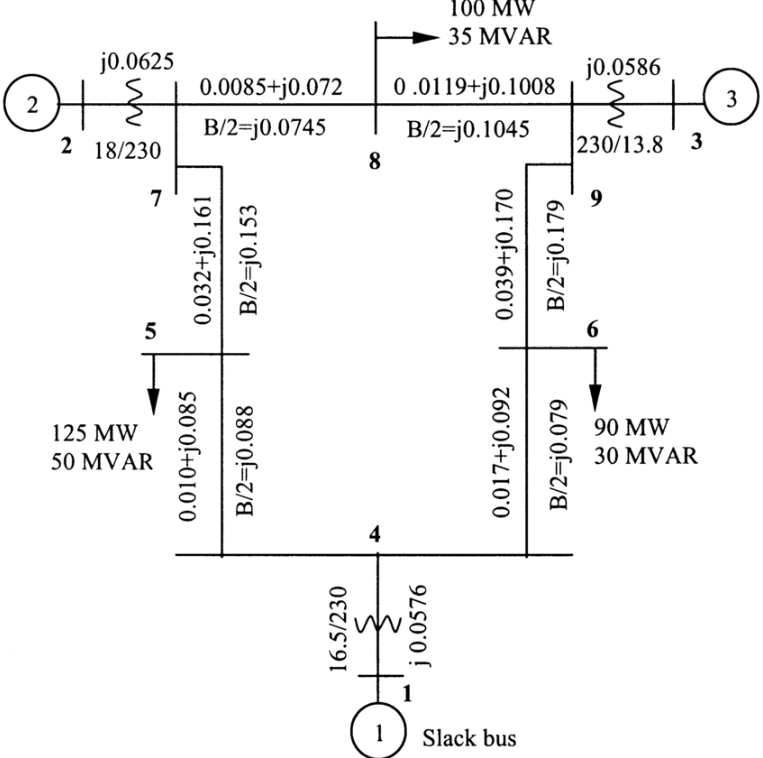 100 MW
35 MVAR
j0.0625
0.0085+j0.072
0 .0119+j0.1008
j0.0586
2
3
B/2=j0.0745
B/2=j0.1045
2
18/230
8
230/13.8
3
7
9
0.032+j0.161
B/2=j0.153
0.039+j0.170
B/2=j0.179
5
6
125 MW
50 MVAR
0.010+j0.085
B/2=j0.088
0.017+j0.092
B/2=j0.079
90 MW
30 MVAR
4
16.5/230
j 0.0576
1
1
Slack bus